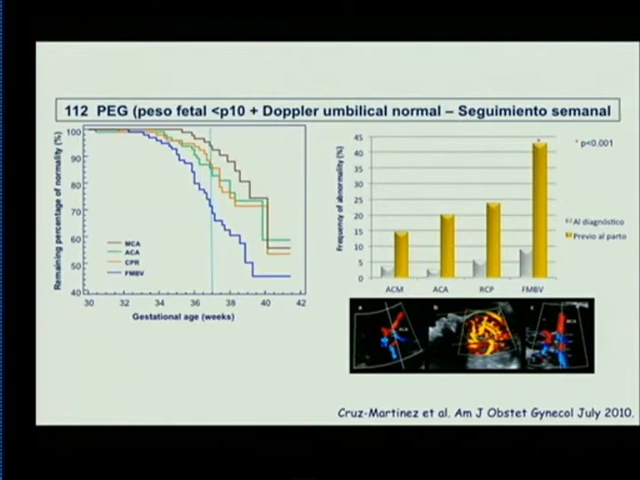 112 PEG (peso fetal <p10 + Doppler umbilical normal – Seguimiento semanal
Remaining percentage of normality (%)
100
90
80
70
60
50
40
MCA
ACA
CPR
FMBV
30 32 34 36 38 40 42
Gestational age (weeks)
Frequency of abnormality (%)
45
40
35
30
25
20
15
10
5
0
* p<0.001
*
Al diagnóstico
Previo al parto
ACM ACA RCP FMBV
a b c
ACA
MCA
Cruz-Martinez et al. Am J Obstet Gynecol July 2010.